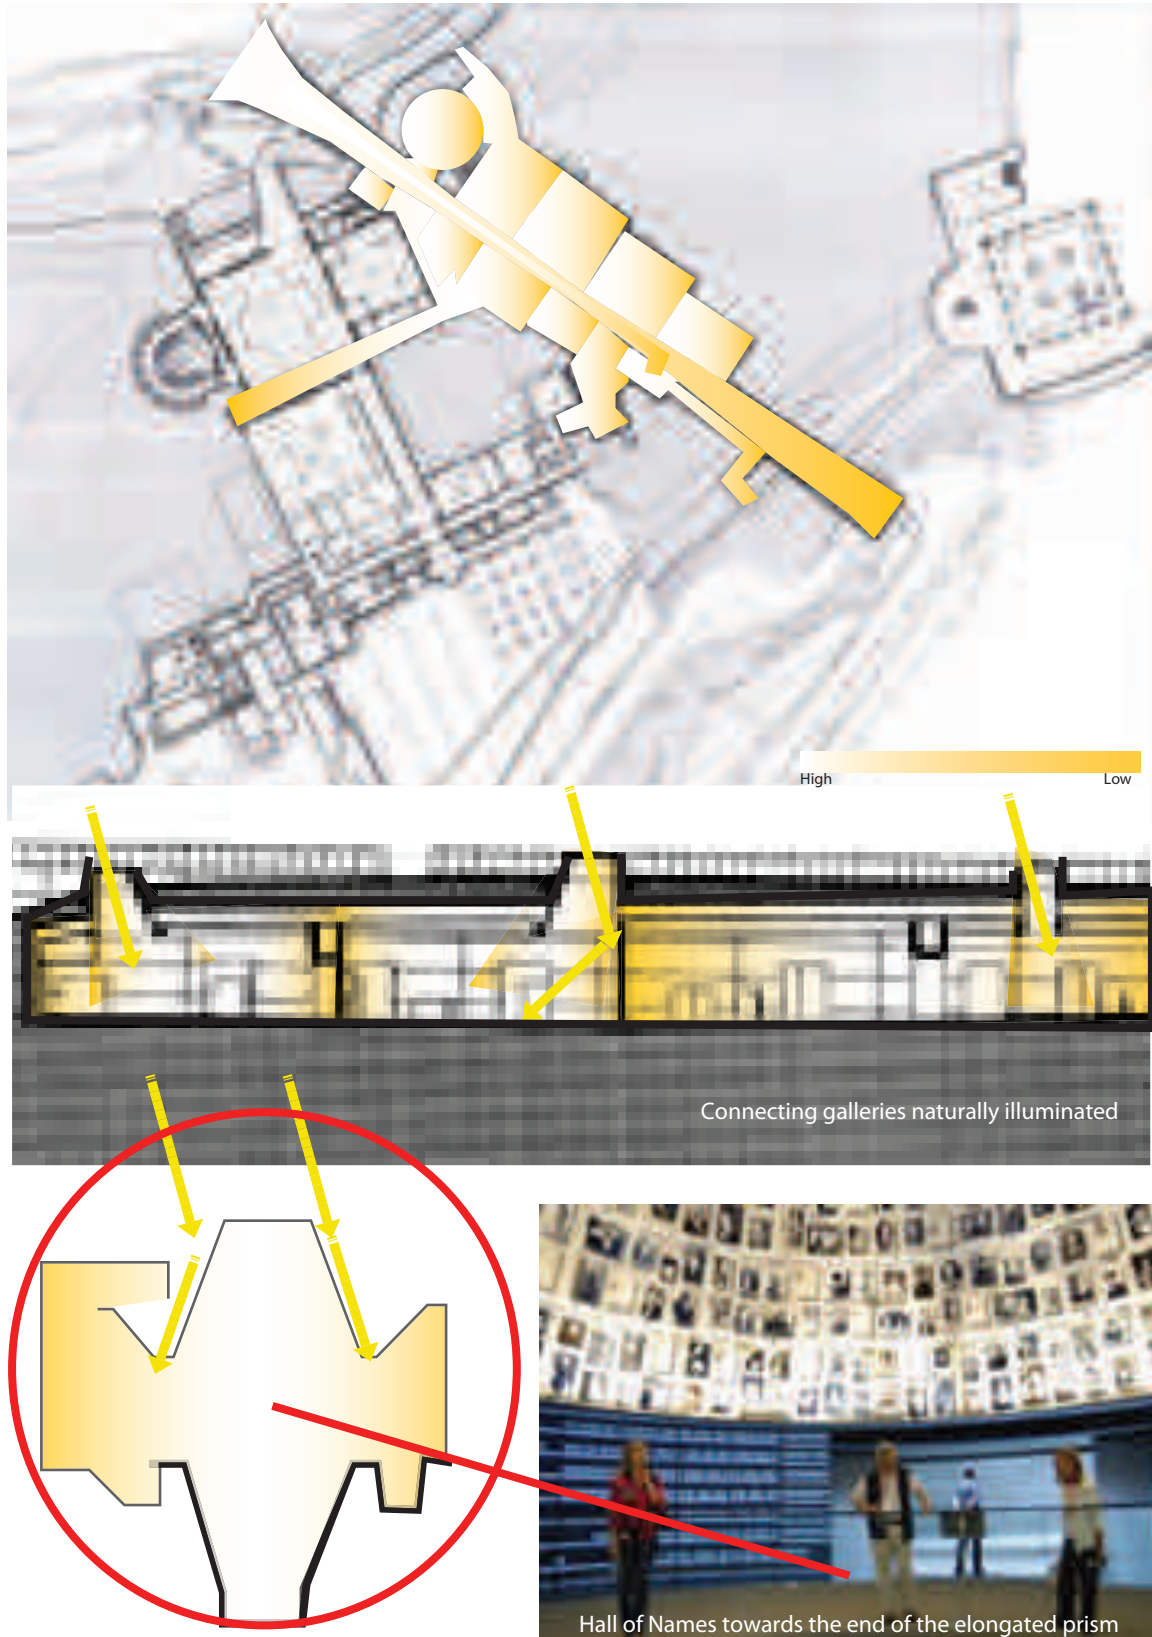 High
Low
Connecting galleries naturally illuminated
Hall of Names towards the end of the elongated prism